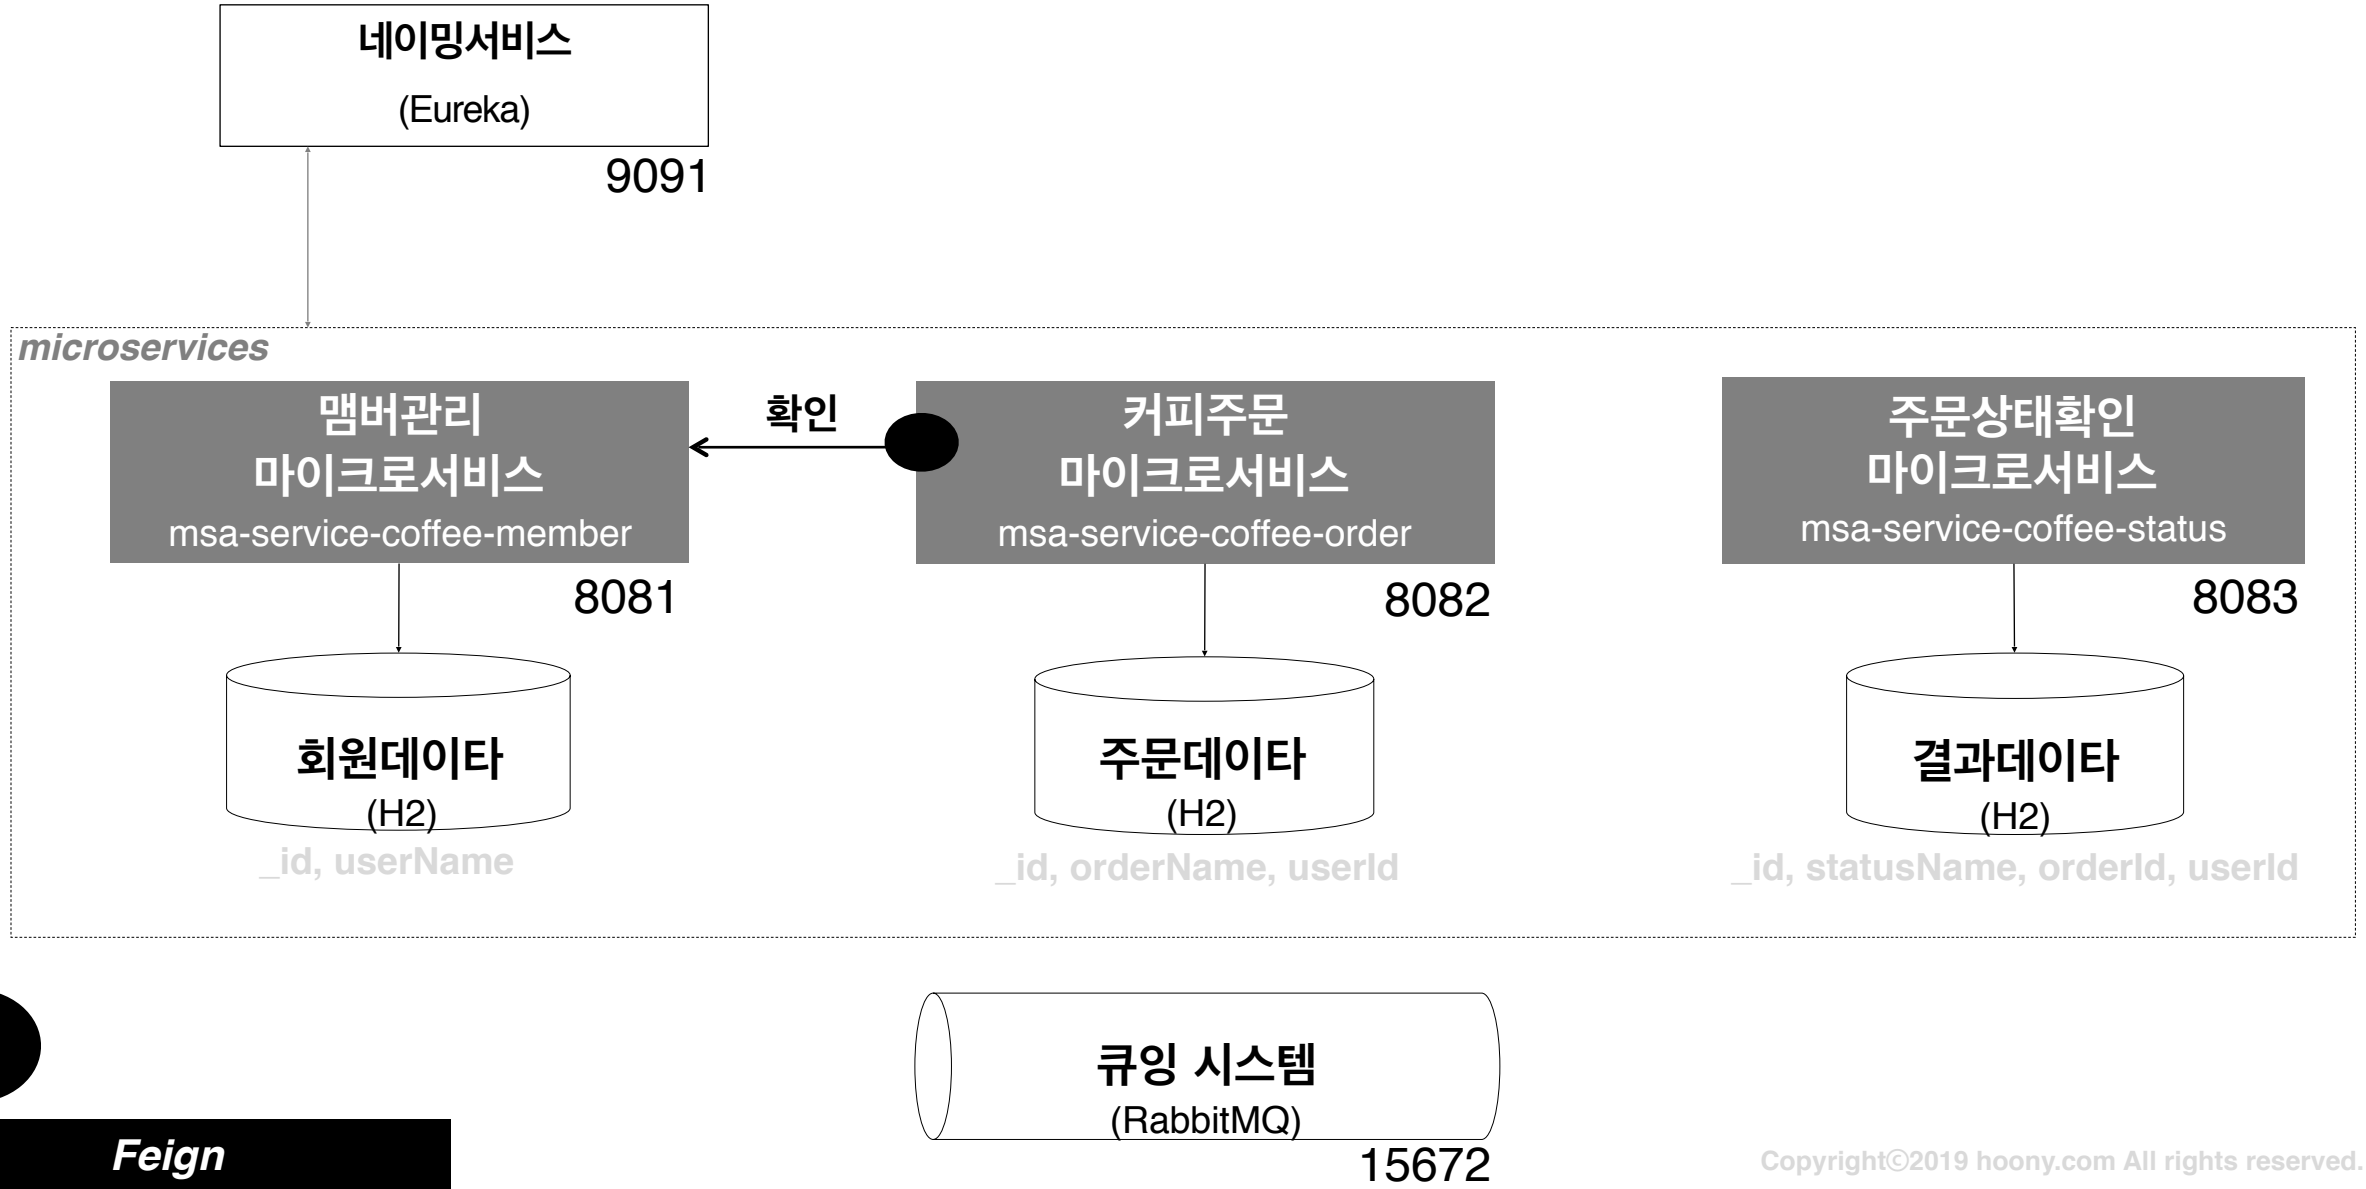 네이밍서비스
(Eureka)
9091
microservices
맴버관리
마이크로서비스
msa-service-coffee-member
8081
확인
커피주문
마이크로서비스
msa-service-coffee-order
8082
주문상태확인
마이크로서비스
msa-service-coffee-status
8083
회원데이타
(H2)
_id, userName
주문데이타
(H2)
_id, orderName, userId
결과데이타
(H2)
_id, statusName, orderId, userId
큐잉 시스템
(RabbitMQ)
15672
Feign
Copyright©2019 hoony.com All rights reserved.